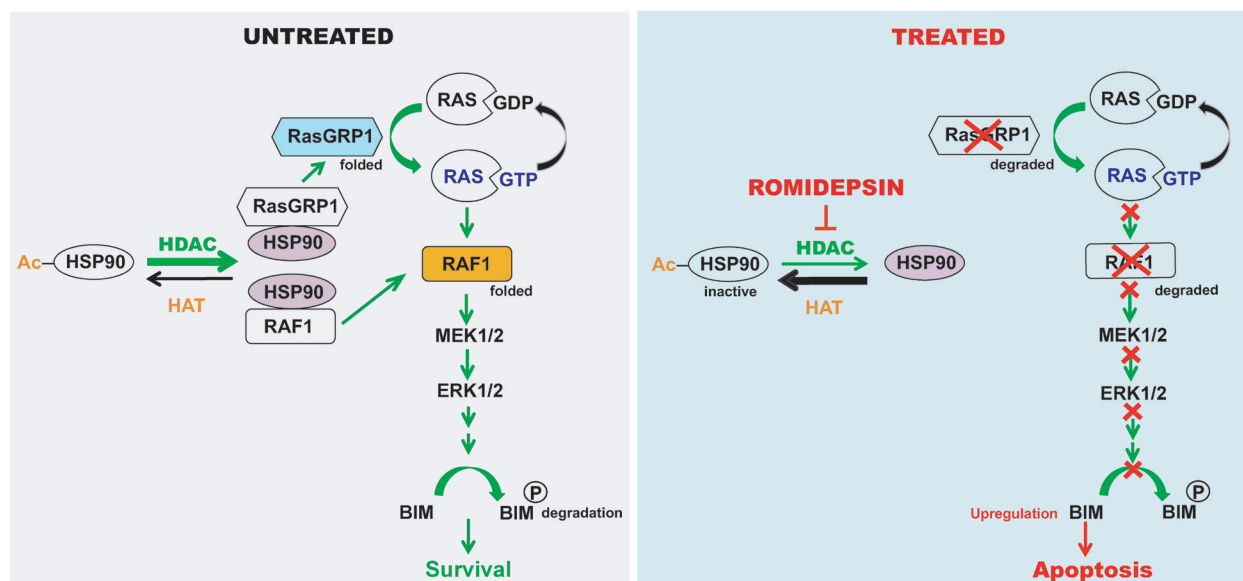 UNTREATED
RAS GDP
RasGRP1
folded
RAS GTP
RasGRP1
HSP90
Ac HSP90
HDAC
HAT
HSP90
RAF1
RAF1
folded
MEK1/2
ERK1/2
BIM
P
BIM degradation
Survival
TREATED
RAS GDP
RasGRP1
degraded
RAS GTP
ROMIDEPSIN
Ac HSP90
inactive
HDAC
HAT
HSP90
RAF1
degraded
MEK1/2
ERK1/2
Upregulation BIM
P
BIM
Apoptosis